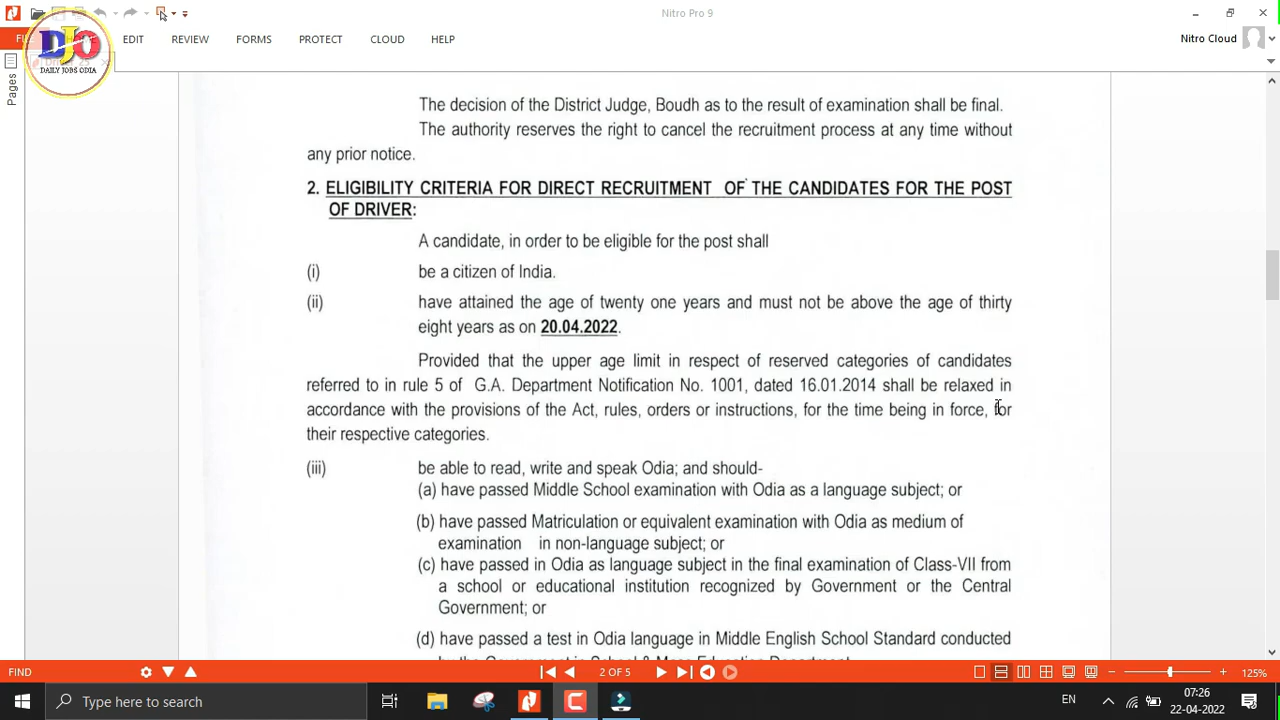 Nitro Pro 9
DJO
DAILY JOBS ODIA
EDIT REVIEW FORMS PROTECT CLOUD HELP
Nitro Cloud
Pages
The decision of the District Judge, Boudh as to the result of examination shall be final.
The authority reserves the right to cancel the recruitment process at any time without
any prior notice.
2. ELIGIBILITY CRITERIA FOR DIRECT RECRUITMENT OF THE CANDIDATES FOR THE POST
OF DRIVER:
A candidate, in order to be eligible for the post shall
(i) be a citizen of India.
(ii) have attained the age of twenty one years and must not be above the age of thirty
eight years as on 20.04.2022.
Provided that the upper age limit in respect of reserved categories of candidates
referred to in rule 5 of G.A. Department Notification No. 1001, dated 16.01.2014 shall be relaxed in
accordance with the provisions of the Act, rules, orders or instructions, for the time being in force, for
their respective categories.
(iii) be able to read, write and speak Odia; and should-
(a) have passed Middle School examination with Odia as a language subject; or
(b) have passed Matriculation or equivalent examination with Odia as medium of
examination in non-language subject; or
(c) have passed in Odia as language subject in the final examination of Class-VII from
a school or educational institution recognized by Government or the Central
Government; or
(d) have passed a test in Odia language in Middle English School Standard conducted
by the Government in School & Mass Education Department
FIND
2 OF 5
125%
Type here to search
EN
07:26
22-04-2022